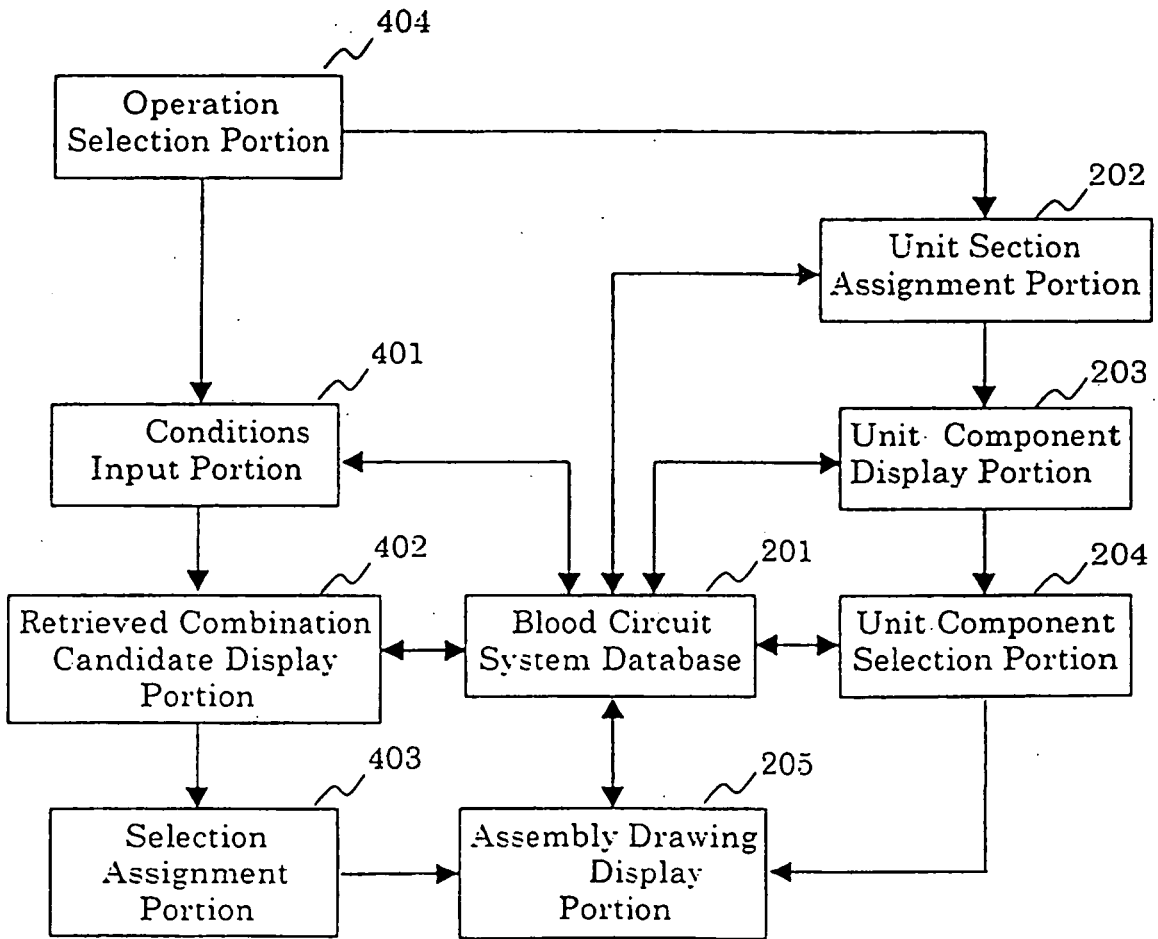 404
Operation
Selection Portion
202
Unit Section
Assignment Portion
401
Conditions
Input Portion
203
Unit Component
Display Portion
402
Retrieved Combination
Candidate Display
Portion
201
Blood Circuit
System Database
204
Unit Component
Selection Portion
403
Selection
Assignment
Portion
205
Assembly Drawing
Display
Portion